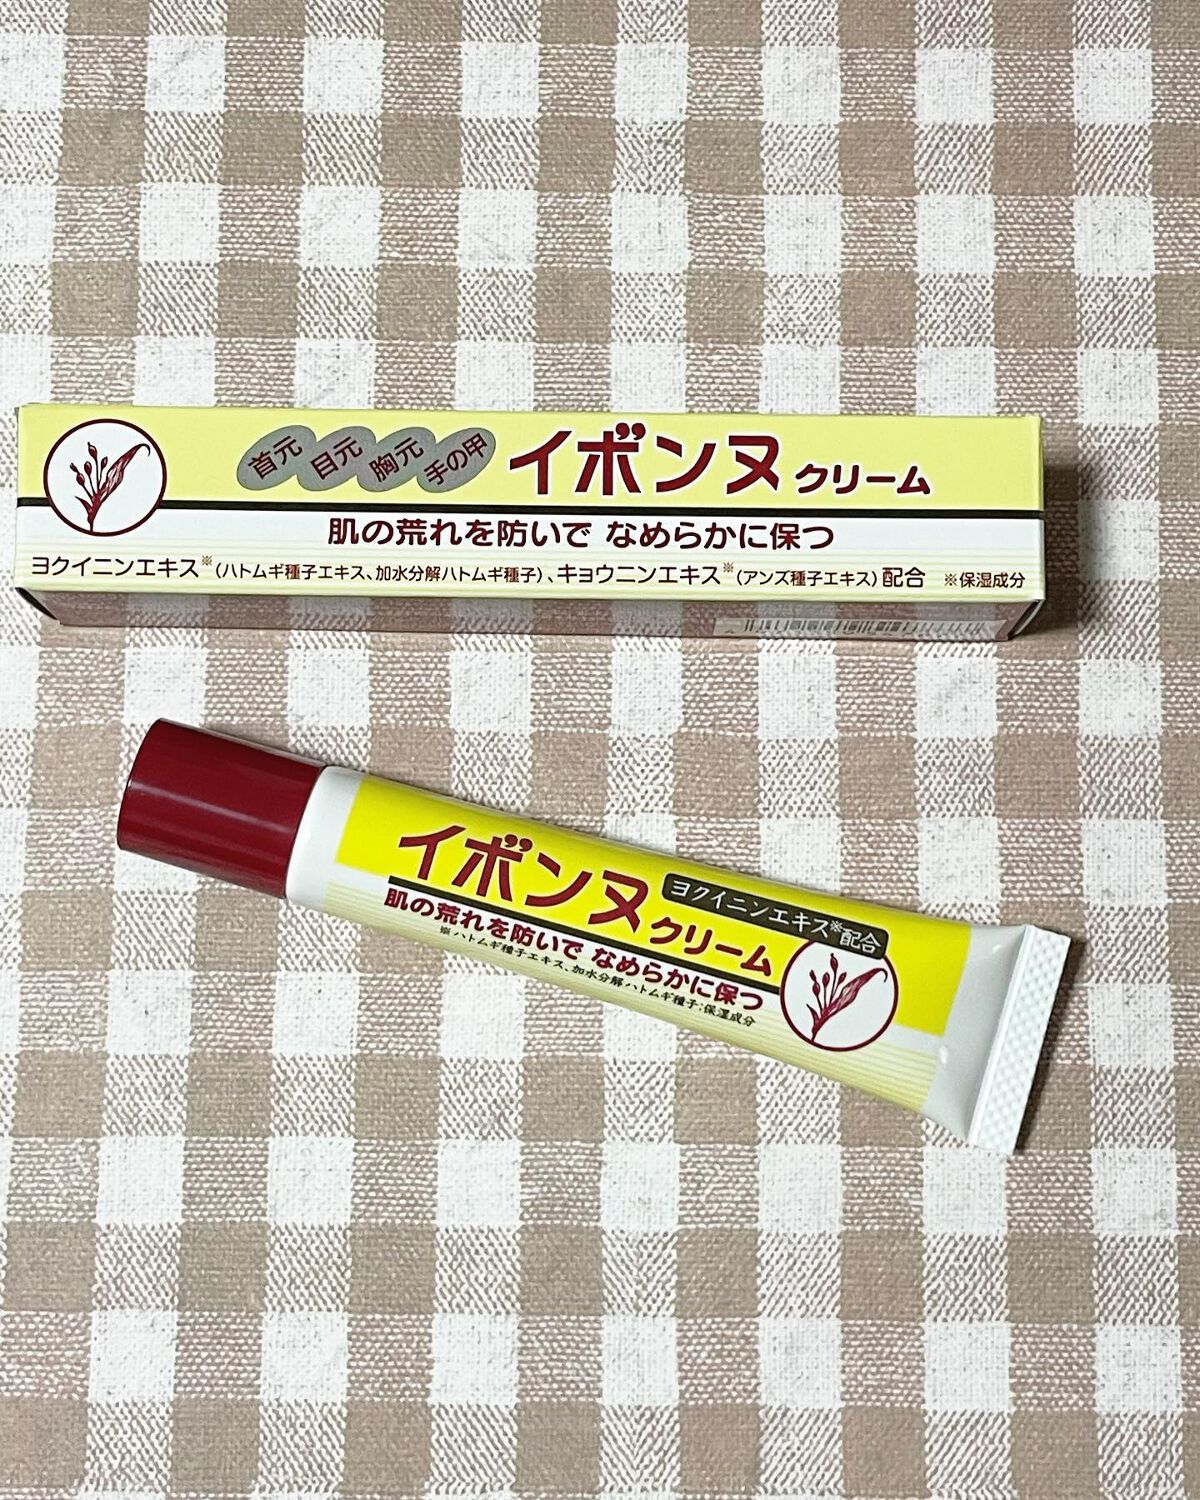 首元 目元 胸元 手の甲 イボンヌ クリーム
肌の荒れを防いで なめらかに保つ
ヨクイニンエキス※(ハトムギ種子エキス、加水分解ハトムギ種子)、キョウニンエキス※(アンズ種子エキス)配合 ※保湿成分
イボンヌ クリーム
ヨクイニンエキス※配合
肌の荒れを防いで なめらかに保つ
※ハトムギ種子エキス、加水分解ハトムギ種子:保湿成分